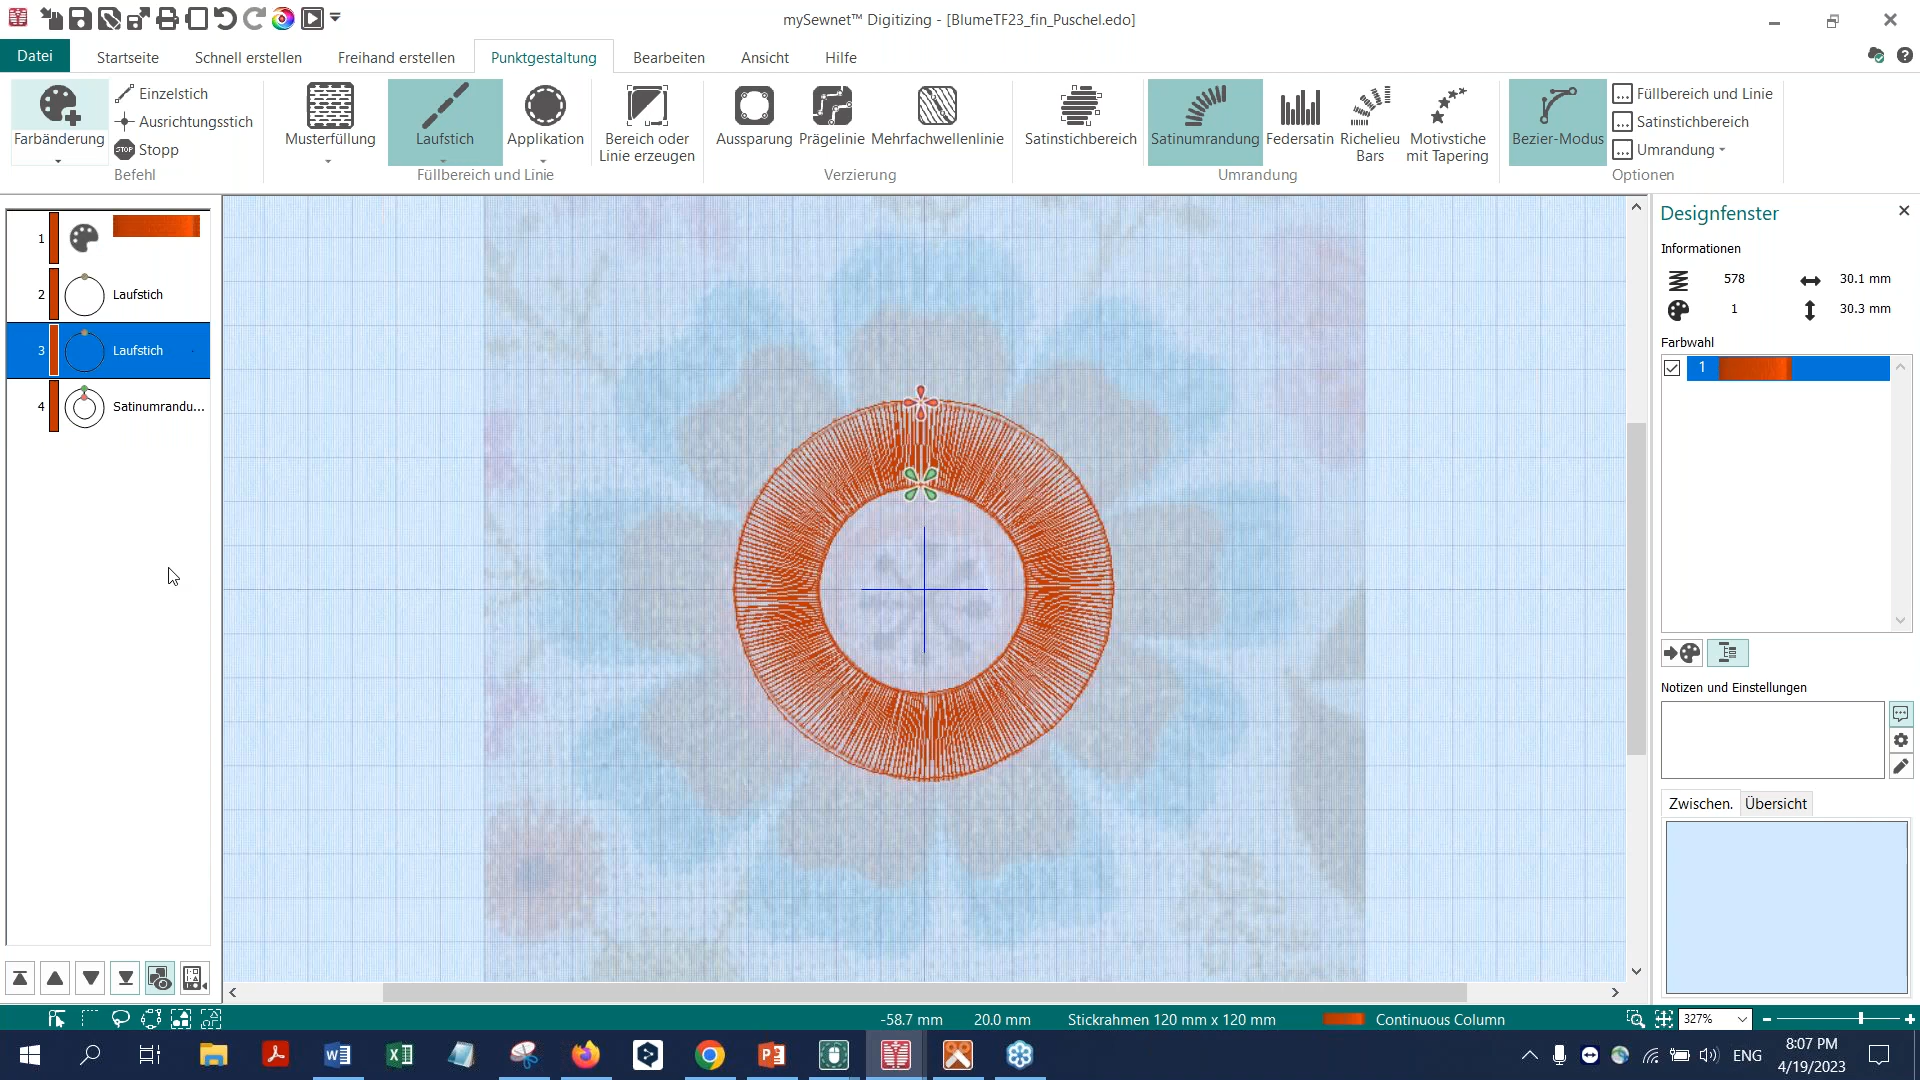 mySewnet™ Digitizing - [BlumeTF23_fin_Puschel.edo]
Datei
Startseite
Schnell erstellen
Freihand erstellen
Punktgestaltung
Bearbeiten
Ansicht
Hilfe
Farbänderung
Einzelstich
Ausrichtungsstich
STOP
Stopp
Befehl
Musterfüllung
Laufstich
Applikation
Bereich oder
Linie erzeugen
Füllbereich und Linie
Aussparung
Prägelinie
Mehrfachwellenlinie
Verzierung
Satinstichbereich
Satinumrandung
Federsatin
Richelieu
Bars
Motivstiche
mit Tapering
Umrandung
Bezier-Modus
Füllbereich und Linie
Satinstichbereich
Umrandung
Optionen
1
2 Laufstich
3 Laufstich
4 Satinumrandu...
Designfenster
Informationen
578 30.1 mm
1 30.3 mm
Farbwahl
1
Notizen und Einstellungen
Zwischen. Übersicht
-58.7 mm 20.0 mm Stickrahmen 120 mm x 120 mm Continuous Column 327%
ENG
8:07 PM
4/19/2023